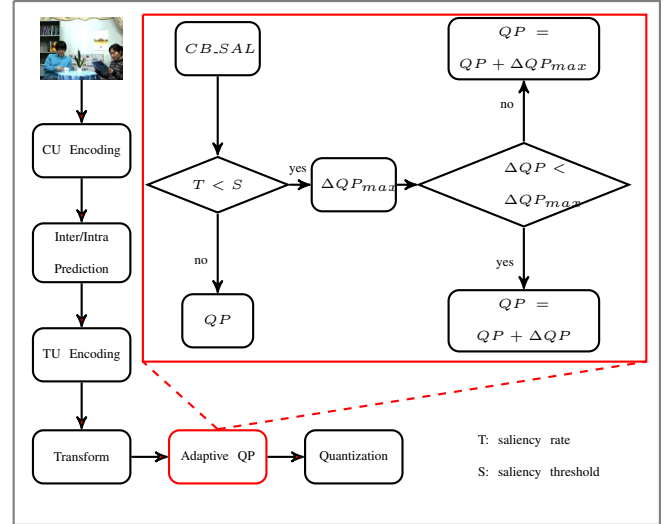 CB_SAL
QP =
QP + ΔQP_max
no
CU Encoding
T < S
yes
ΔQP_max
ΔQP <
ΔQP_max
Inter/Intra
Prediction
no
yes
QP
QP =
QP + ΔQP
TU Encoding
Transform
Adaptive QP
Quantization
T: saliency rate
S: saliency threshold